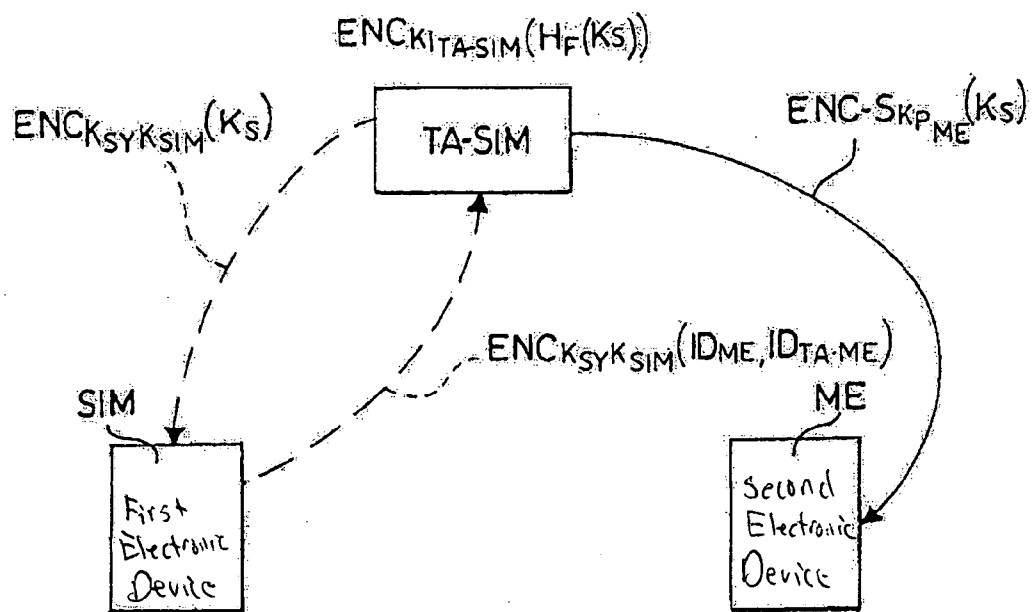 ENCKITA-SIM(HF(KS))
ENCKSYKSIM(KS)
TA-SIM
ENC-SKPME(KS)
ENCKSYKSIM(IDME, IDTA-ME)
SIM
ME
First
Electronic
Device
Second
Electronic
Device